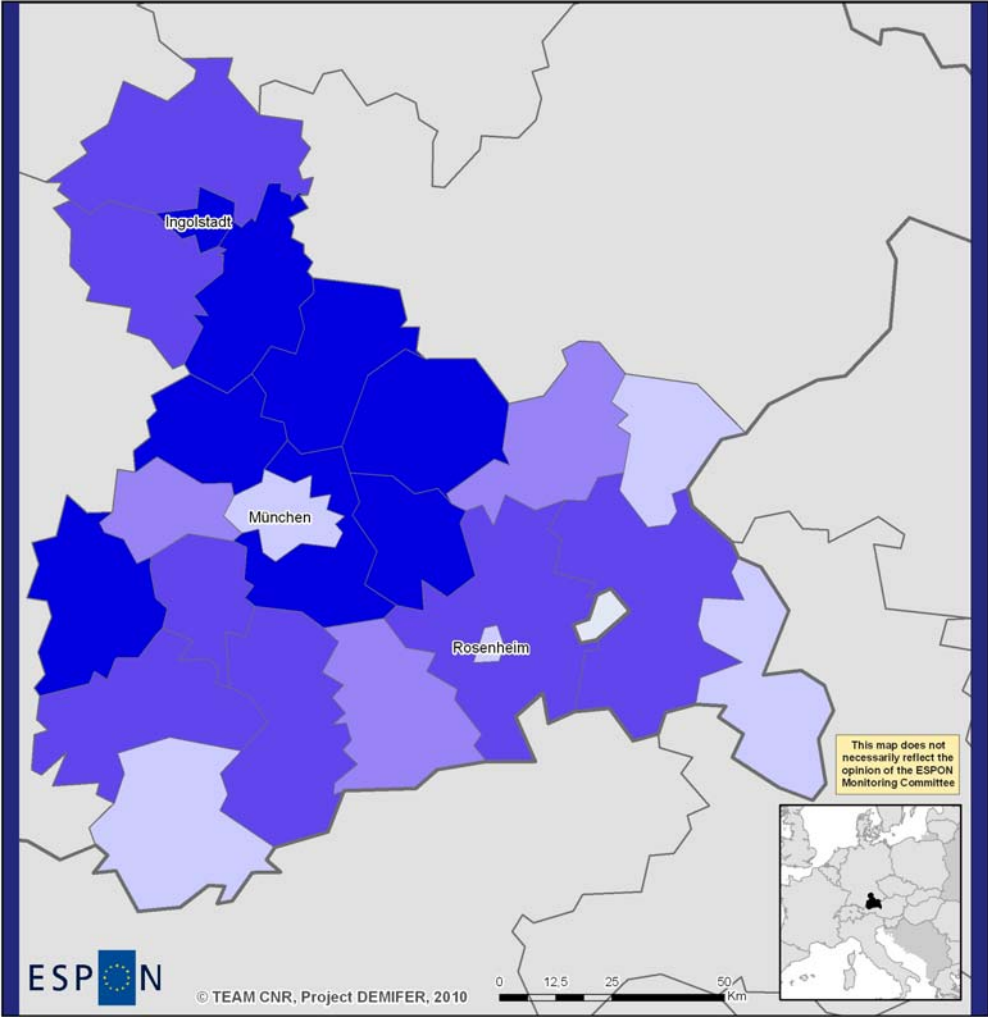 Ingolstadt
München
Rosenheim
This map does not
necessarily reflect the
opinion of the ESPON
Monitoring Committee
ESPON
© TEAM CNR, Project DEMIFER, 2010
0 12,5 25 50
Km